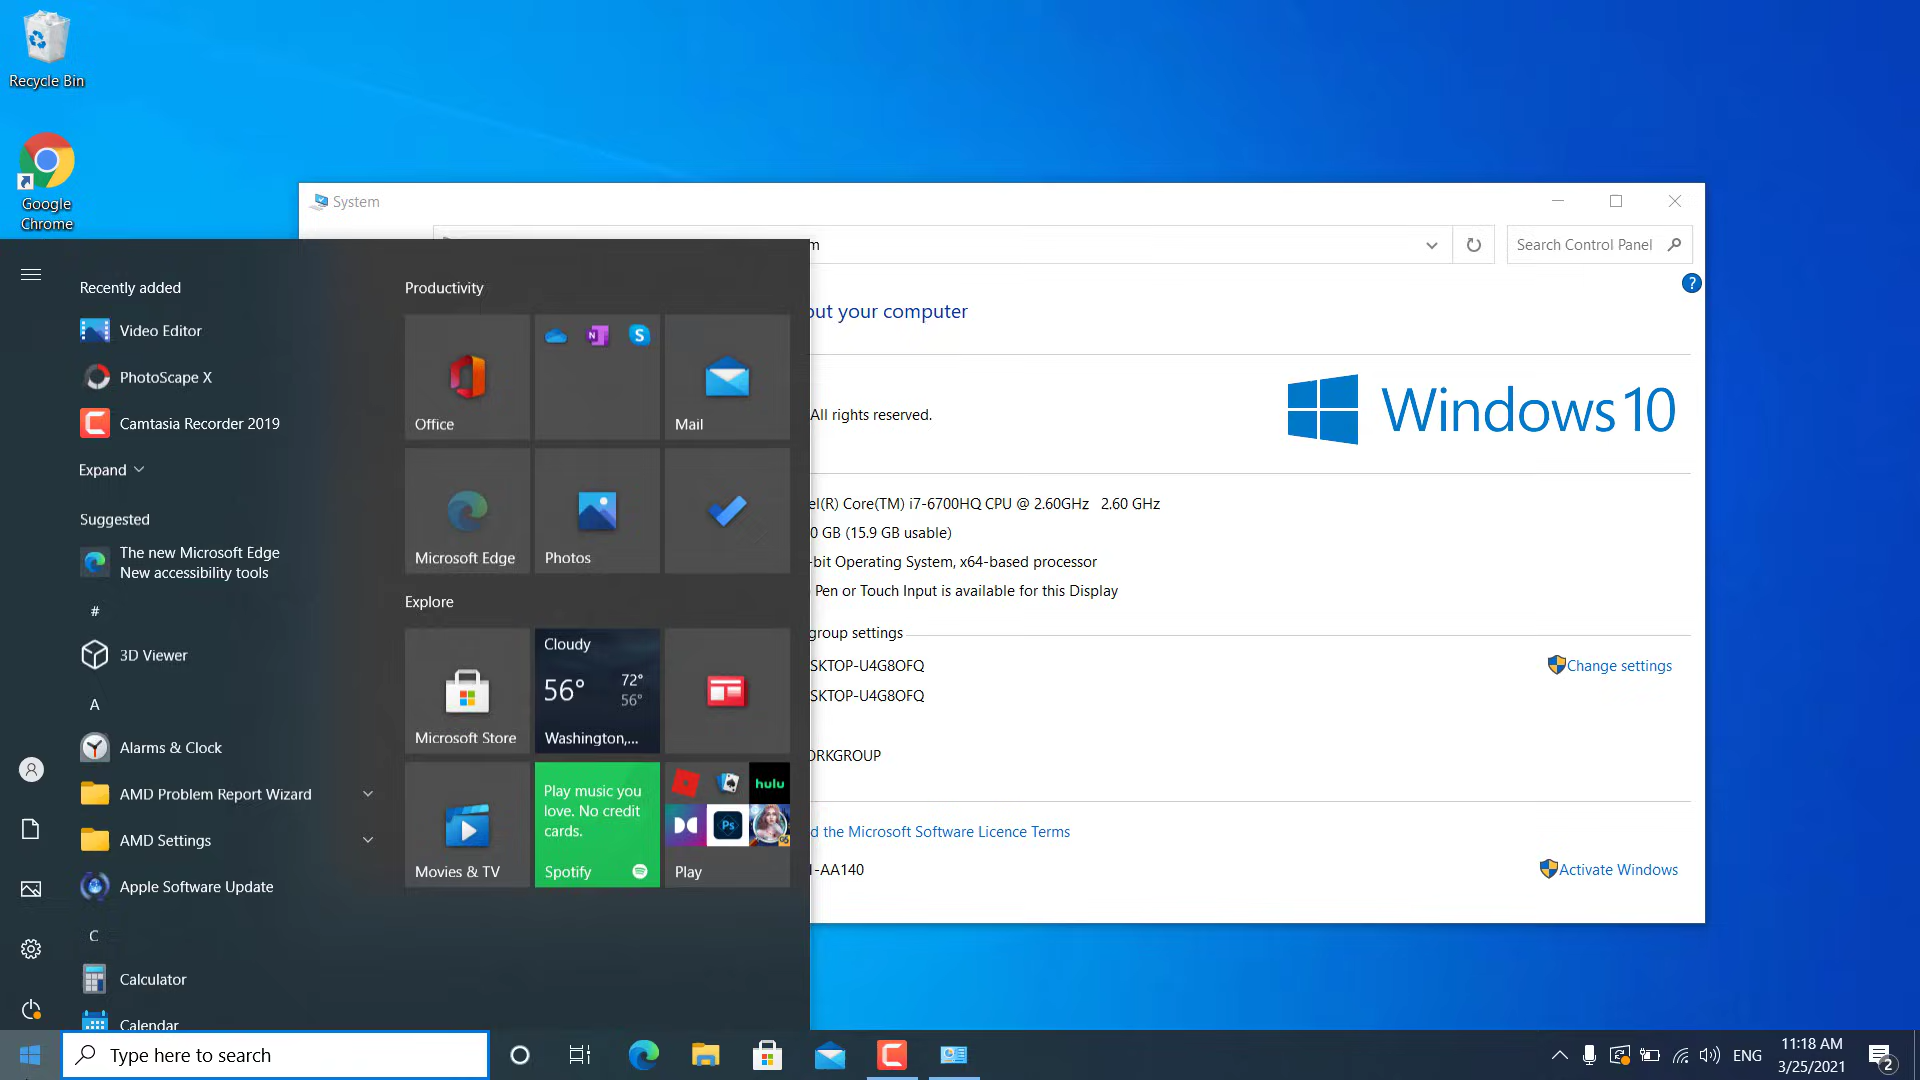 Recycle Bin
Google
Chrome
System
m
Search Control Panel
?
out your computer
All rights reserved.
Windows 10
el(R) Core(TM) i7-6700HQ CPU @ 2.60GHz 2.60 GHz
0 GB (15.9 GB usable)
-bit Operating System, x64-based processor
Pen or Touch Input is available for this Display
group settings
SKTOP-U4G8OFQ
Change settings
SKTOP-U4G8OFQ
ORKGROUP
d the Microsoft Software Licence Terms
1-AA140
Activate Windows
Recently added
Video Editor
PhotoScape X
Camtasia Recorder 2019
Expand
Suggested
The new Microsoft Edge
New accessibility tools
#
3D Viewer
A
Alarms & Clock
AMD Problem Report Wizard
AMD Settings
Apple Software Update
C
Calculator
Calendar
Productivity
N
S
Office
Mail
Microsoft Edge
Photos
Explore
Microsoft Store
Cloudy
56°
72°
56°
Washington,...
Movies & TV
Play music you
love. No credit
cards.
Spotify
hulu
Ps
Play
Type here to search
ENG
11:18 AM
3/25/2021
2